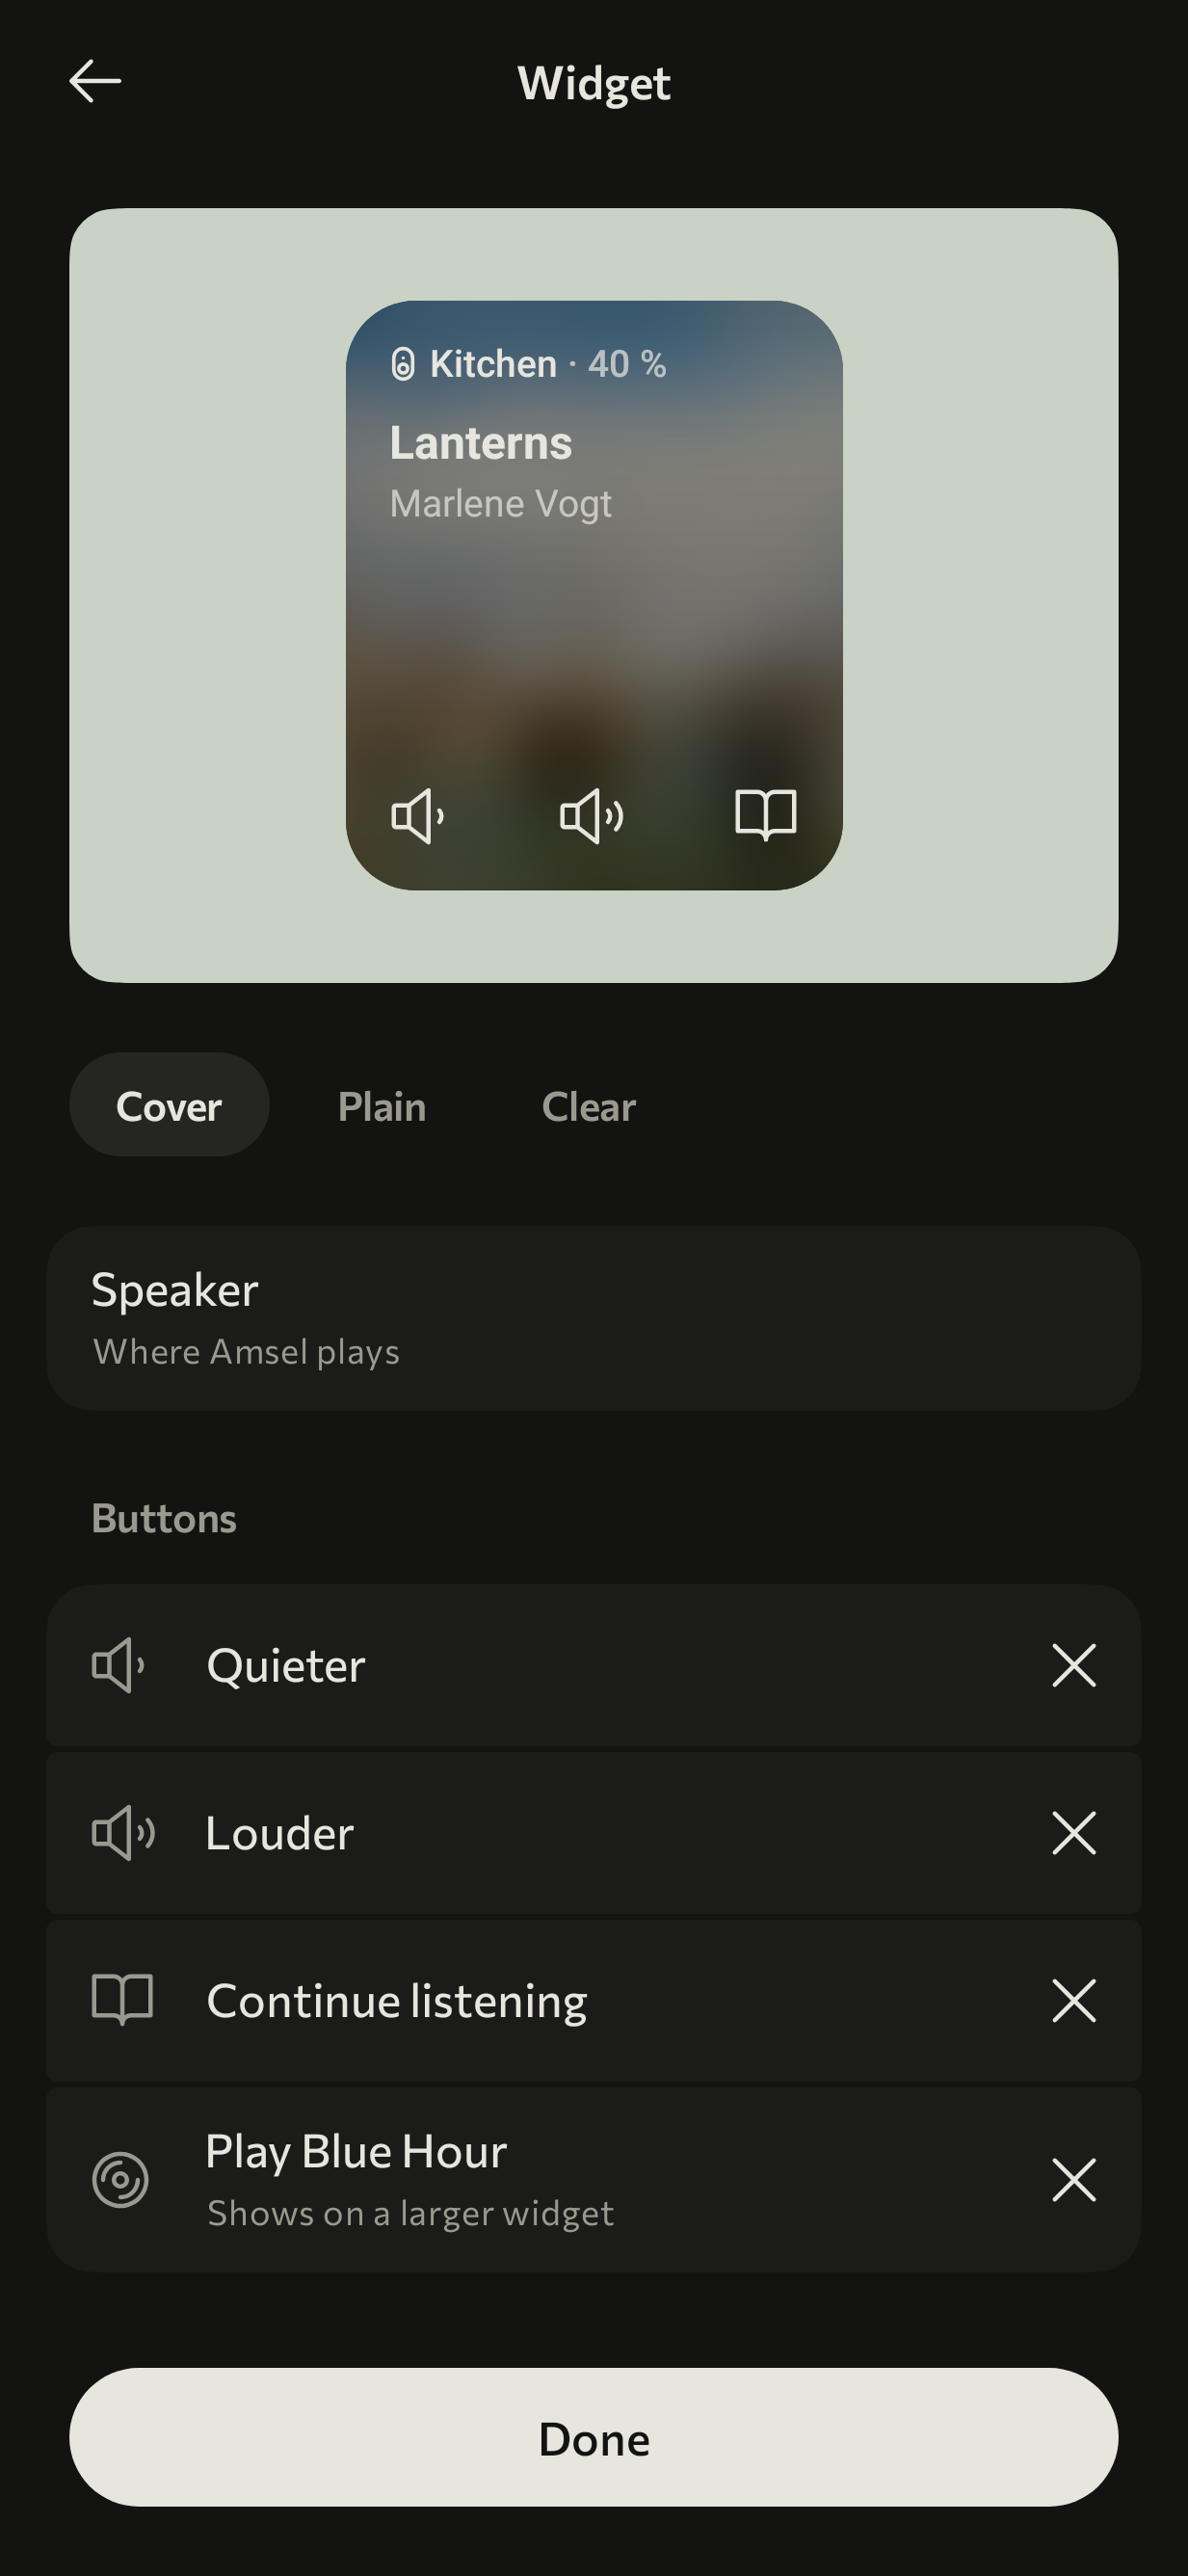 Widget
Kitchen · 40 %
Lanterns
Marlene Vogt
Cover
Plain
Clear
Speaker
Where Amsel plays
Buttons
Quieter
Louder
Continue listening
Play Blue Hour
Shows on a larger widget
Done